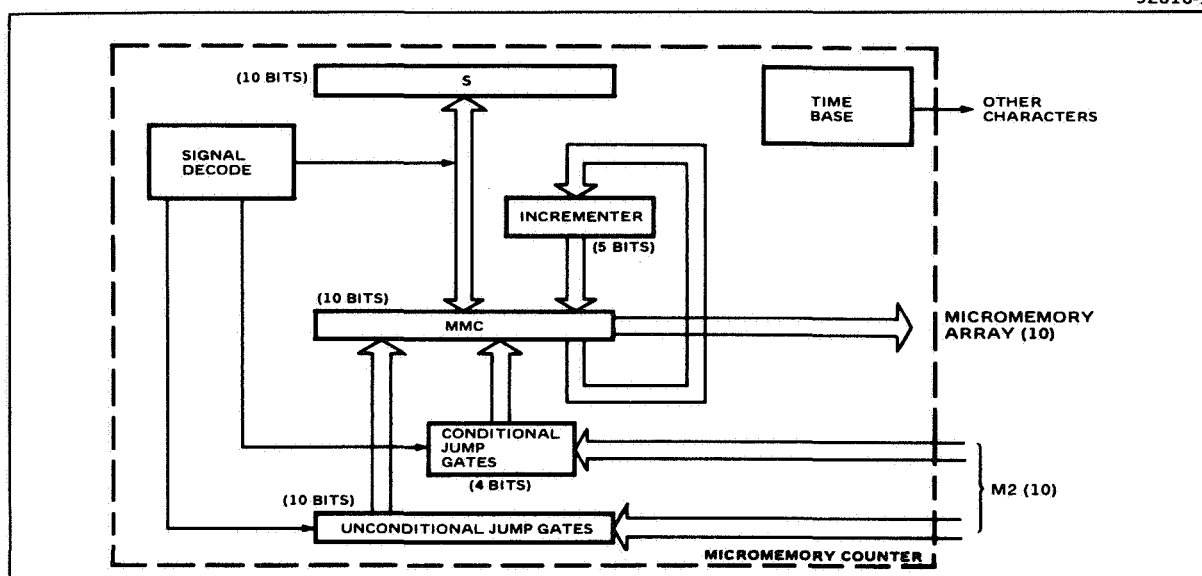 (10 BITS)
S
TIME
BASE
OTHER
CHARACTERS
SIGNAL
DECODE
INCREMENTER
(5 BITS)
(10 BITS)
MMC
MICROMEMORY
ARRAY (10)
CONDITIONAL
JUMP
GATES
(4 BITS)
M2 (10)
(10 BITS)
UNCONDITIONAL JUMP GATES
MICROMEMORY COUNTER